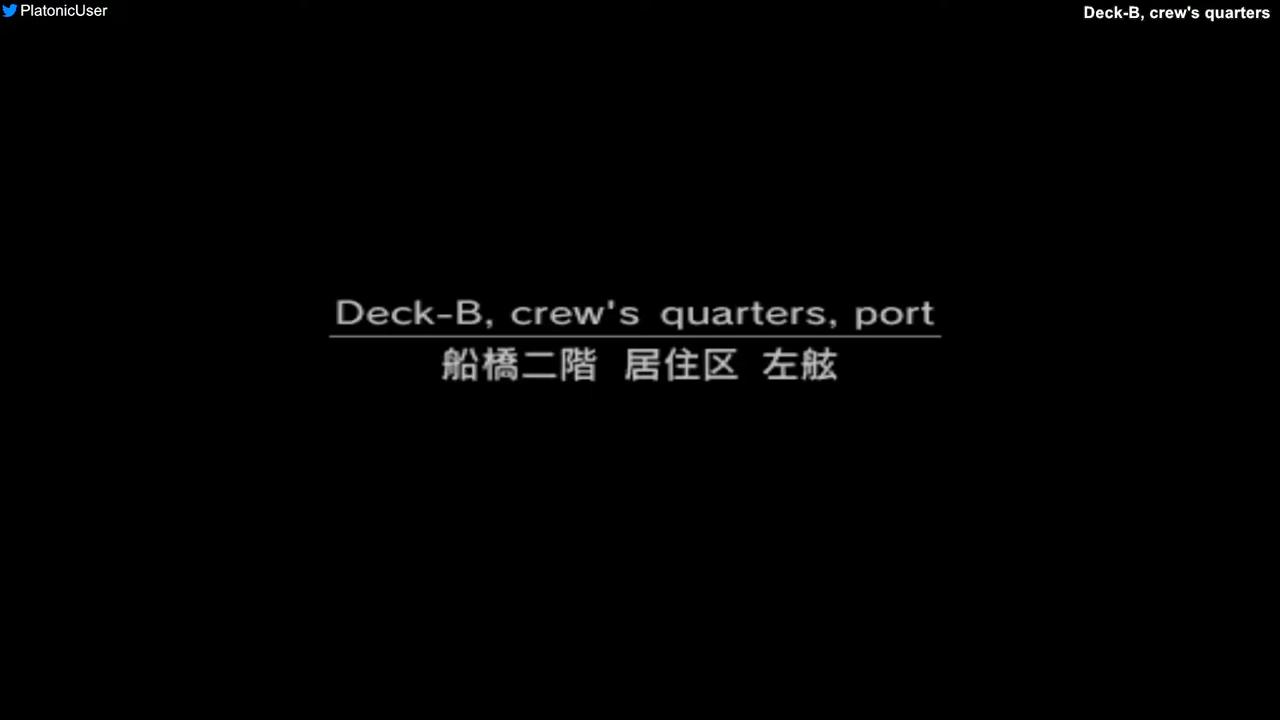 PlatonicUser
Deck-B, crew's quarters
Deck-B, crew's quarters, port
船橋二階 居住区 左舷